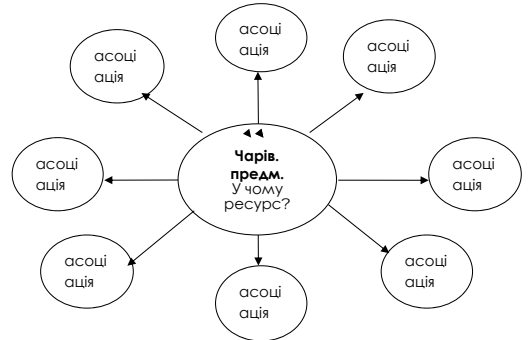 асоці
ація
асоці
ація
асоці
ація
асоці
ація
Чарів.
предм.
У чому
ресурс?
асоці
ація
асоці
ація
асоці
ація
асоці
ація